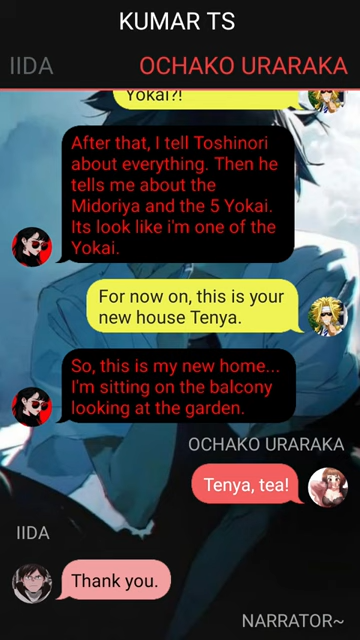 KUMAR TS
IIDA
OCHAKO URARAKA
Yokai?!
After that, I tell Toshinori
about everything. Then he
tells me about the
Midoriya and the 5 Yokai.
Its look like i'm one of the
Yokai.
For now on, this is your
new house Tenya.
So, this is my new home...
I'm sitting on the balcony
looking at the garden.
OCHAKO URARAKA
Tenya, tea!
IIDA
Thank you.
NARRATOR~